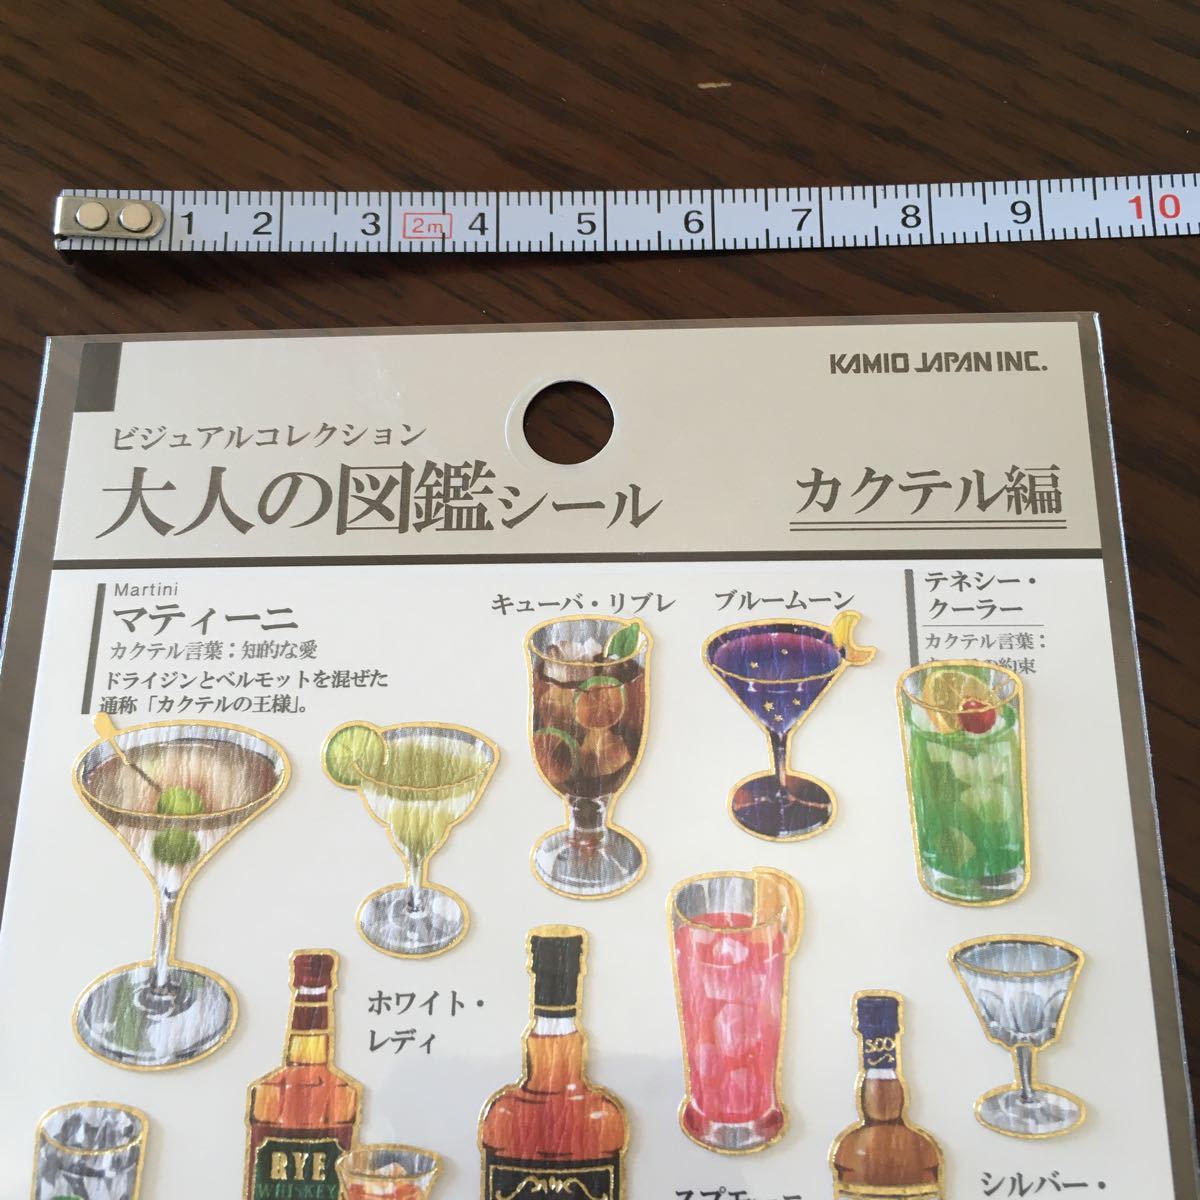 1 2 3 2m 4 5 6 7 8 9 10
KAMIO JAPAN INC.
ビジュアルコレクション
大人の図鑑シール
カクテル編
Martini
マティーニ
カクテル言葉：知的な愛
ドライジンとベルモットを混ぜた
通称「カクテルの王様」。
キューバ・リブレ
ブルームーン
テネシー・
クーラー
カクテル言葉：
約束
ホワイト・
レディ
RYE
WHISKEY
SCO
シルバー・